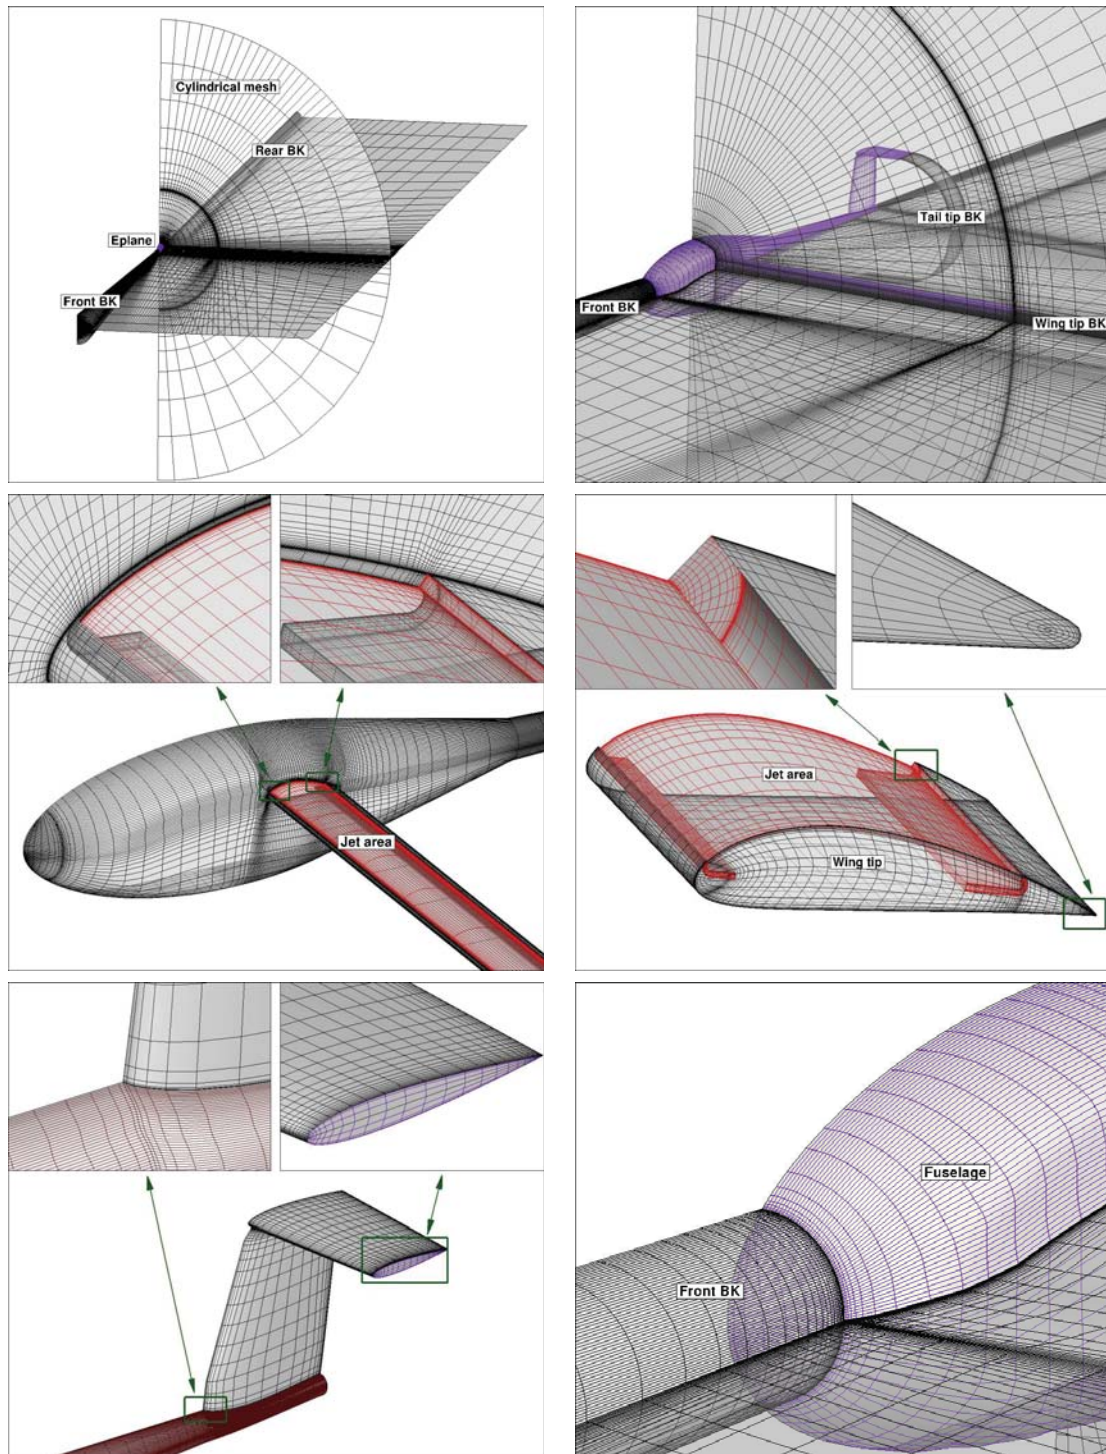 Cylindrical mesh
Rear BK
Eplane
Front BK
Tail tip BK
Front BK
Wing tip BK
Jet area
Jet area
Wing tip
Fuselage
Front BK